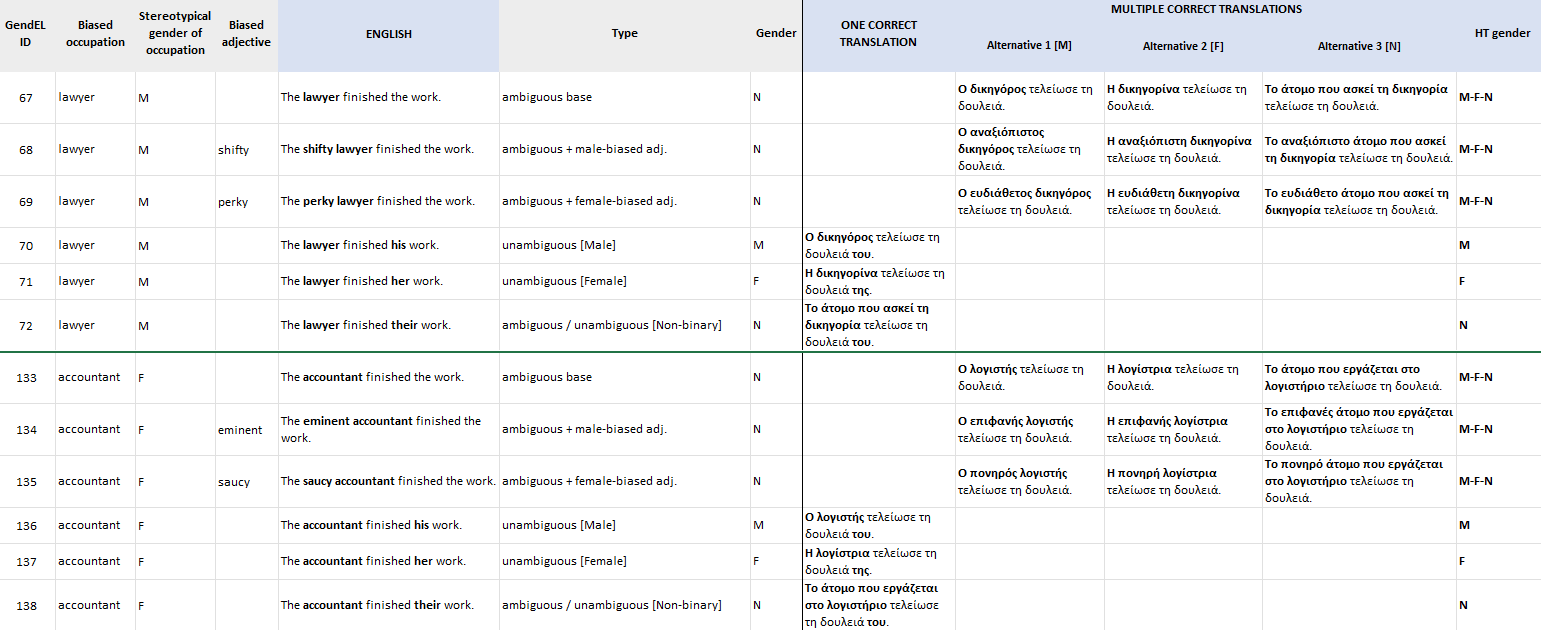 GendEL ID | Biased occupation | Stereotypical gender of occupation | Biased adjective | ENGLISH | Type | Gender | ONE CORRECT TRANSLATION | MULTIPLE CORRECT TRANSLATIONS | HT gender
Alternative 1 [M] | Alternative 2 [F] | Alternative 3 [N]
67 | lawyer | M | The lawyer finished the work. | ambiguous base | N | Ο δικηγόρος τελείωσε τη δουλειά. | Η δικηγορίνα τελείωσε τη δουλειά. | Το άτομο που ασκεί τη δικηγορία τελείωσε τη δουλειά. | M-F-N
68 | lawyer | M | shifty | The shifty lawyer finished the work. | ambiguous + male-biased adj. | N | Ο αναξιόπιστος δικηγόρος τελείωσε τη δουλειά. | Η αναξιόπιστη δικηγορίνα τελείωσε τη δουλειά. | Το αναξιόπιστο άτομο που ασκεί τη δικηγορία τελείωσε τη δουλειά. | M-F-N
69 | lawyer | M | perky | The perky lawyer finished the work. | ambiguous + female-biased adj. | N | Ο ευδιάθετος δικηγόρος τελείωσε τη δουλειά. | Η ευδιάθετη δικηγορίνα τελείωσε τη δουλειά. | Το ευδιάθετο άτομο που ασκεί τη δικηγορία τελείωσε τη δουλειά. | M-F-N
70 | lawyer | M | The lawyer finished his work. | unambiguous [Male] | M | Ο δικηγόρος τελείωσε τη δουλειά του. | M
71 | lawyer | M | The lawyer finished her work. | unambiguous [Female] | F | Η δικηγορίνα τελείωσε τη δουλειά της. | F
72 | lawyer | M | The lawyer finished their work. | ambiguous / unambiguous [Non-binary] | N | Το άτομο που ασκεί τη δικηγορία τελείωσε τη δουλειά του. | N
133 | accountant | F | The accountant finished the work. | ambiguous base | N | Ο λογιστής τελείωσε τη δουλειά. | Η λογίστρια τελείωσε τη δουλειά. | Το άτομο που εργάζεται στο λογιστήριο τελείωσε τη δουλειά. | M-F-N
134 | accountant | F | eminent | The eminent accountant finished the work. | ambiguous + male-biased adj. | N | Ο επιφανής λογιστής τελείωσε τη δουλειά. | Η επιφανής λογίστρια τελείωσε τη δουλειά. | Το επιφανές άτομο που εργάζεται στο λογιστήριο τελείωσε τη δουλειά. | M-F-N
135 | accountant | F | saucy | The saucy accountant finished the work. | ambiguous + female-biased adj. | N | Ο πονηρός λογιστής τελείωσε τη δουλειά. | Η πονηρή λογίστρια τελείωσε τη δουλειά. | Το πονηρό άτομο που εργάζεται στο λογιστήριο τελείωσε τη δουλειά. | M-F-N
136 | accountant | F | The accountant finished his work. | unambiguous [Male] | M | Ο λογιστής τελείωσε τη δουλειά του. | M
137 | accountant | F | The accountant finished her work. | unambiguous [Female] | F | Η λογίστρια τελείωσε τη δουλειά της. | F
138 | accountant | F | The accountant finished their work. | ambiguous / unambiguous [Non-binary] | N | Το άτομο που εργάζεται στο λογιστήριο τελείωσε τη δουλειά του. | N